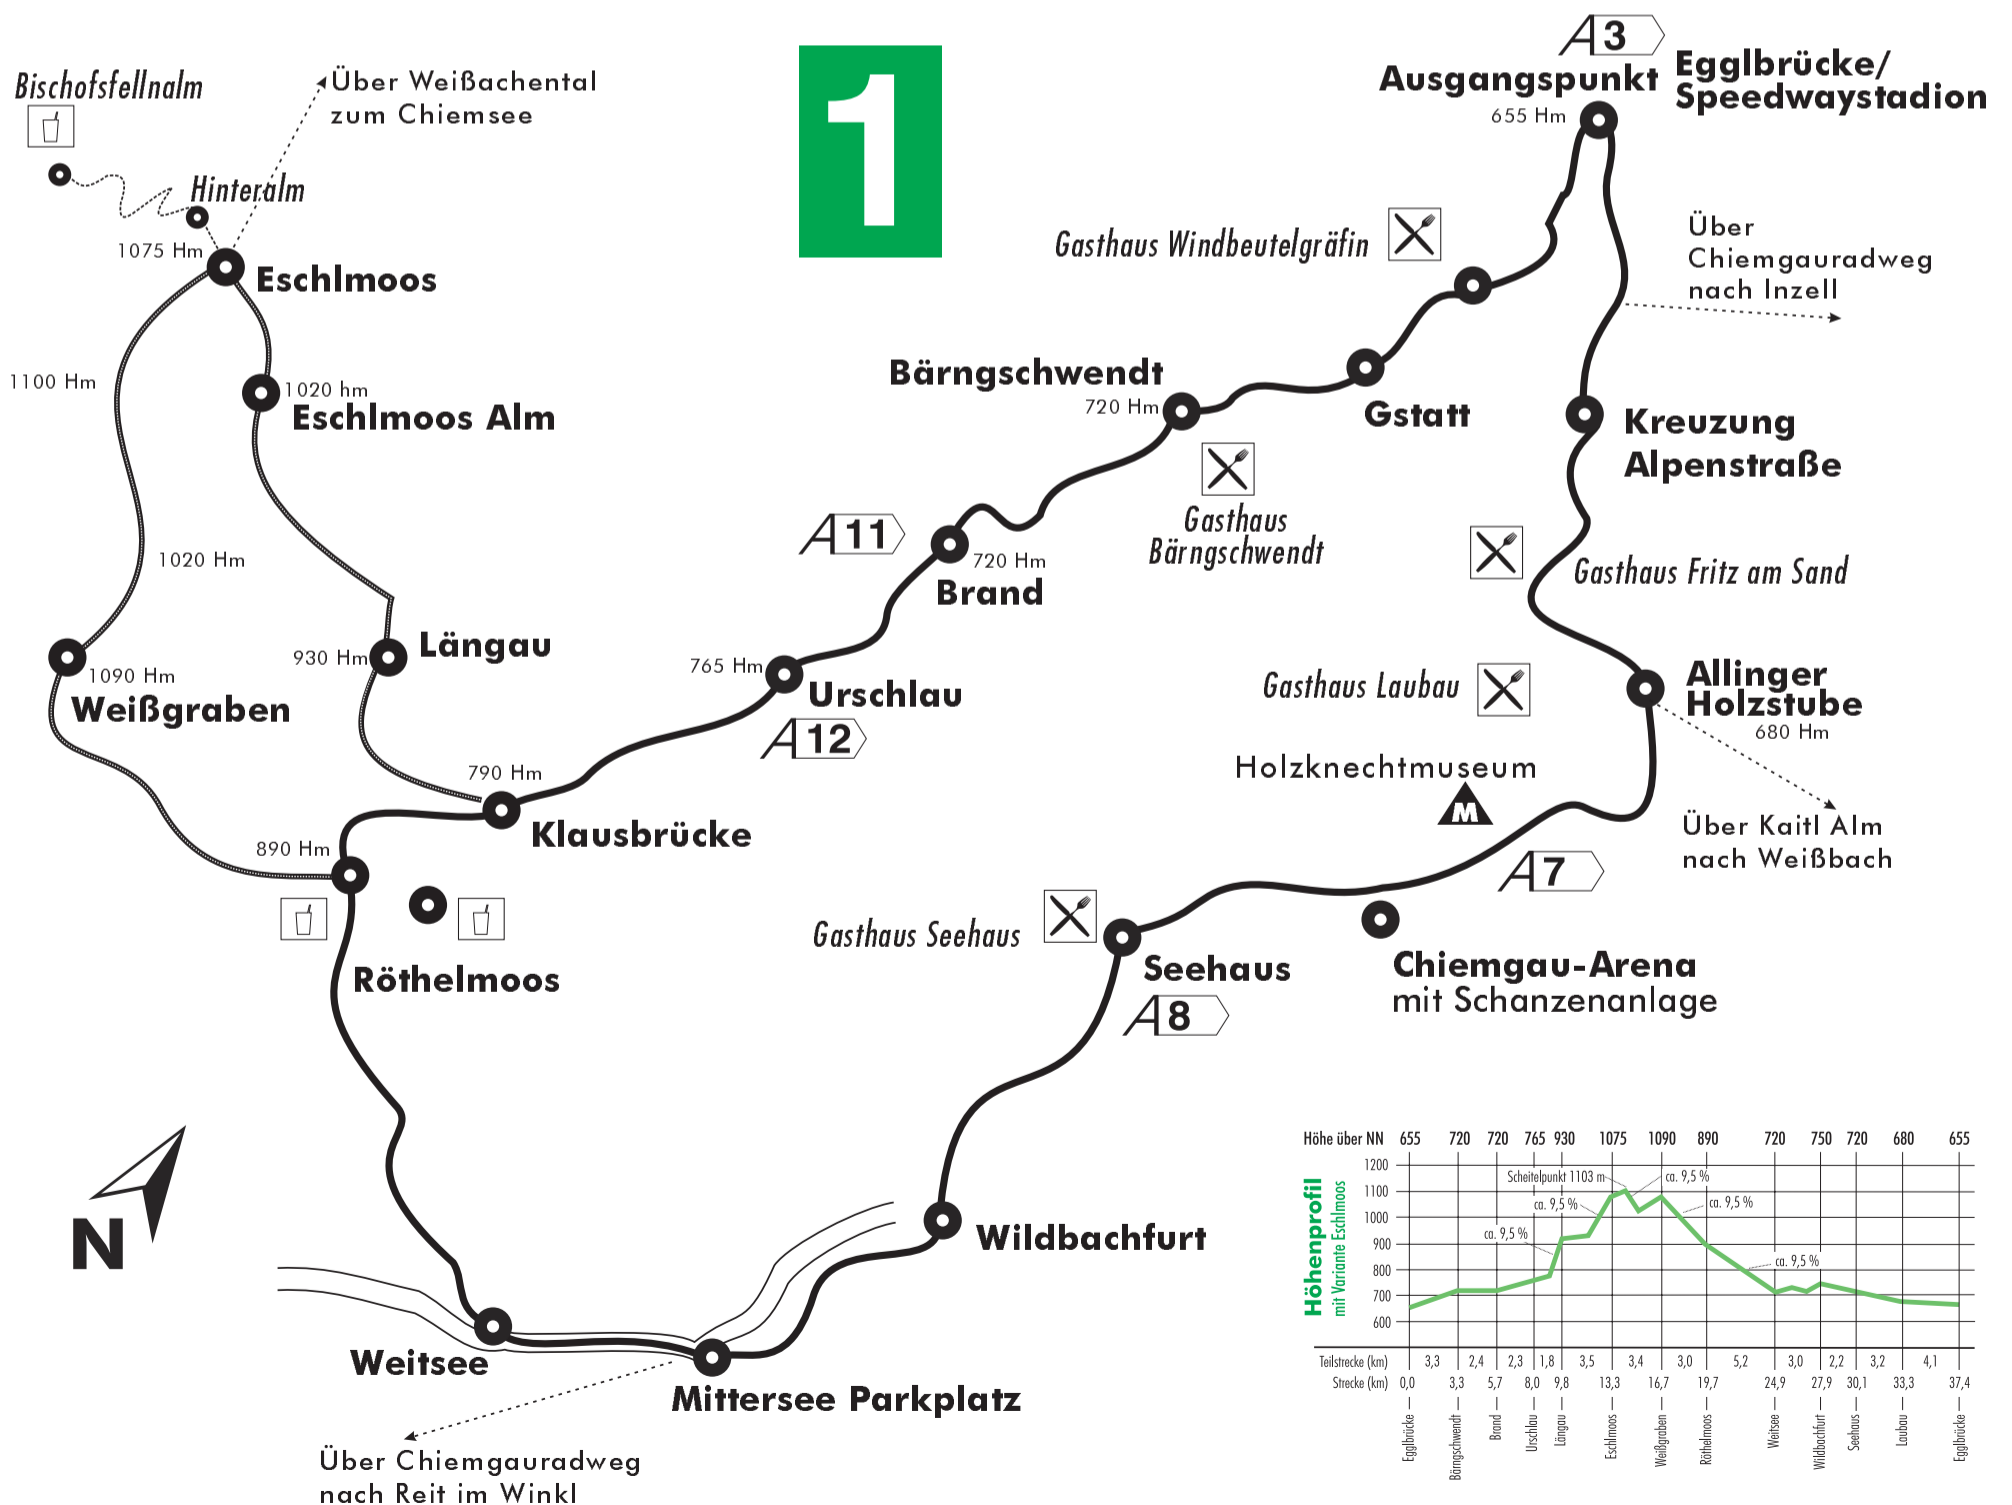 1
A 3
Ausgangspunkt
655 Hm
Egglbrücke/
Speedwaystadion
Bischofsfellnalm
Über Weißachental
zum Chiemsee
Hinteralm
1075 Hm
Eschlmoos
1100 Hm
1020 hm
Eschlmoos Alm
1020 Hm
1090 Hm
Weißgraben
930 Hm
Längau
890 Hm
Röthelmoos
790 Hm
Klausbrücke
765 Hm
Urschlau
A 12
A 11
720 Hm
Brand
Bärngschwendt
720 Hm
Gasthaus
Bärngschwendt
Gstatt
Gasthaus Windbeutelgräfin
Über
Chiemgauradweg
nach Inzell
Kreuzung
Alpenstraße
Gasthaus Fritz am Sand
Gasthaus Laubau
Allinger
Holzstube
680 Hm
Holzknechtmuseum
M
Über Kaitl Alm
nach Weißbach
A 7
Chiemgau-Arena
mit Schanzenanlage
Gasthaus Seehaus
Seehaus
A 8
Wildbachfurt
Mittersee Parkplatz
Weitsee
Über Chiemgauradweg
nach Reit im Winkl
N
Höhenprofil
mit Variante Eschlmoos
Höhe über NN 655 720 720 765 930 1075 1090 890 720 750 720 680 655
1200
1100
1000
900
800
700
600
Scheitelpunkt 1103 m
ca. 9,5 %
ca. 9,5 %
ca. 9,5 %
ca. 9,5 %
ca. 9,5 %
Teilstrecke (km) 3,3 2,4 2,3 1,8 3,5 3,4 3,0 5,2 3,0 2,2 3,2 4,1
Strecke (km) 0,0 3,3 5,7 8,0 9,8 13,3 16,7 19,7 24,9 27,9 30,1 33,3 37,4
Egglbrücke
Bärngschwendt
Brand
Urschlau
Längau
Eschlmoos
Weißgraben
Röthelmoos
Weitsee
Wildbachfurt
Seehaus
Laubau
Egglbrücke